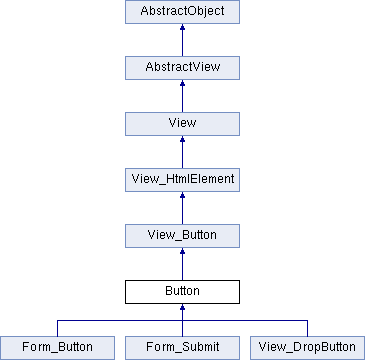 AbstractObject
AbstractView
View
View_HtmlElement
View_Button
Button
Form_Button
Form_Submit
View_DropButton